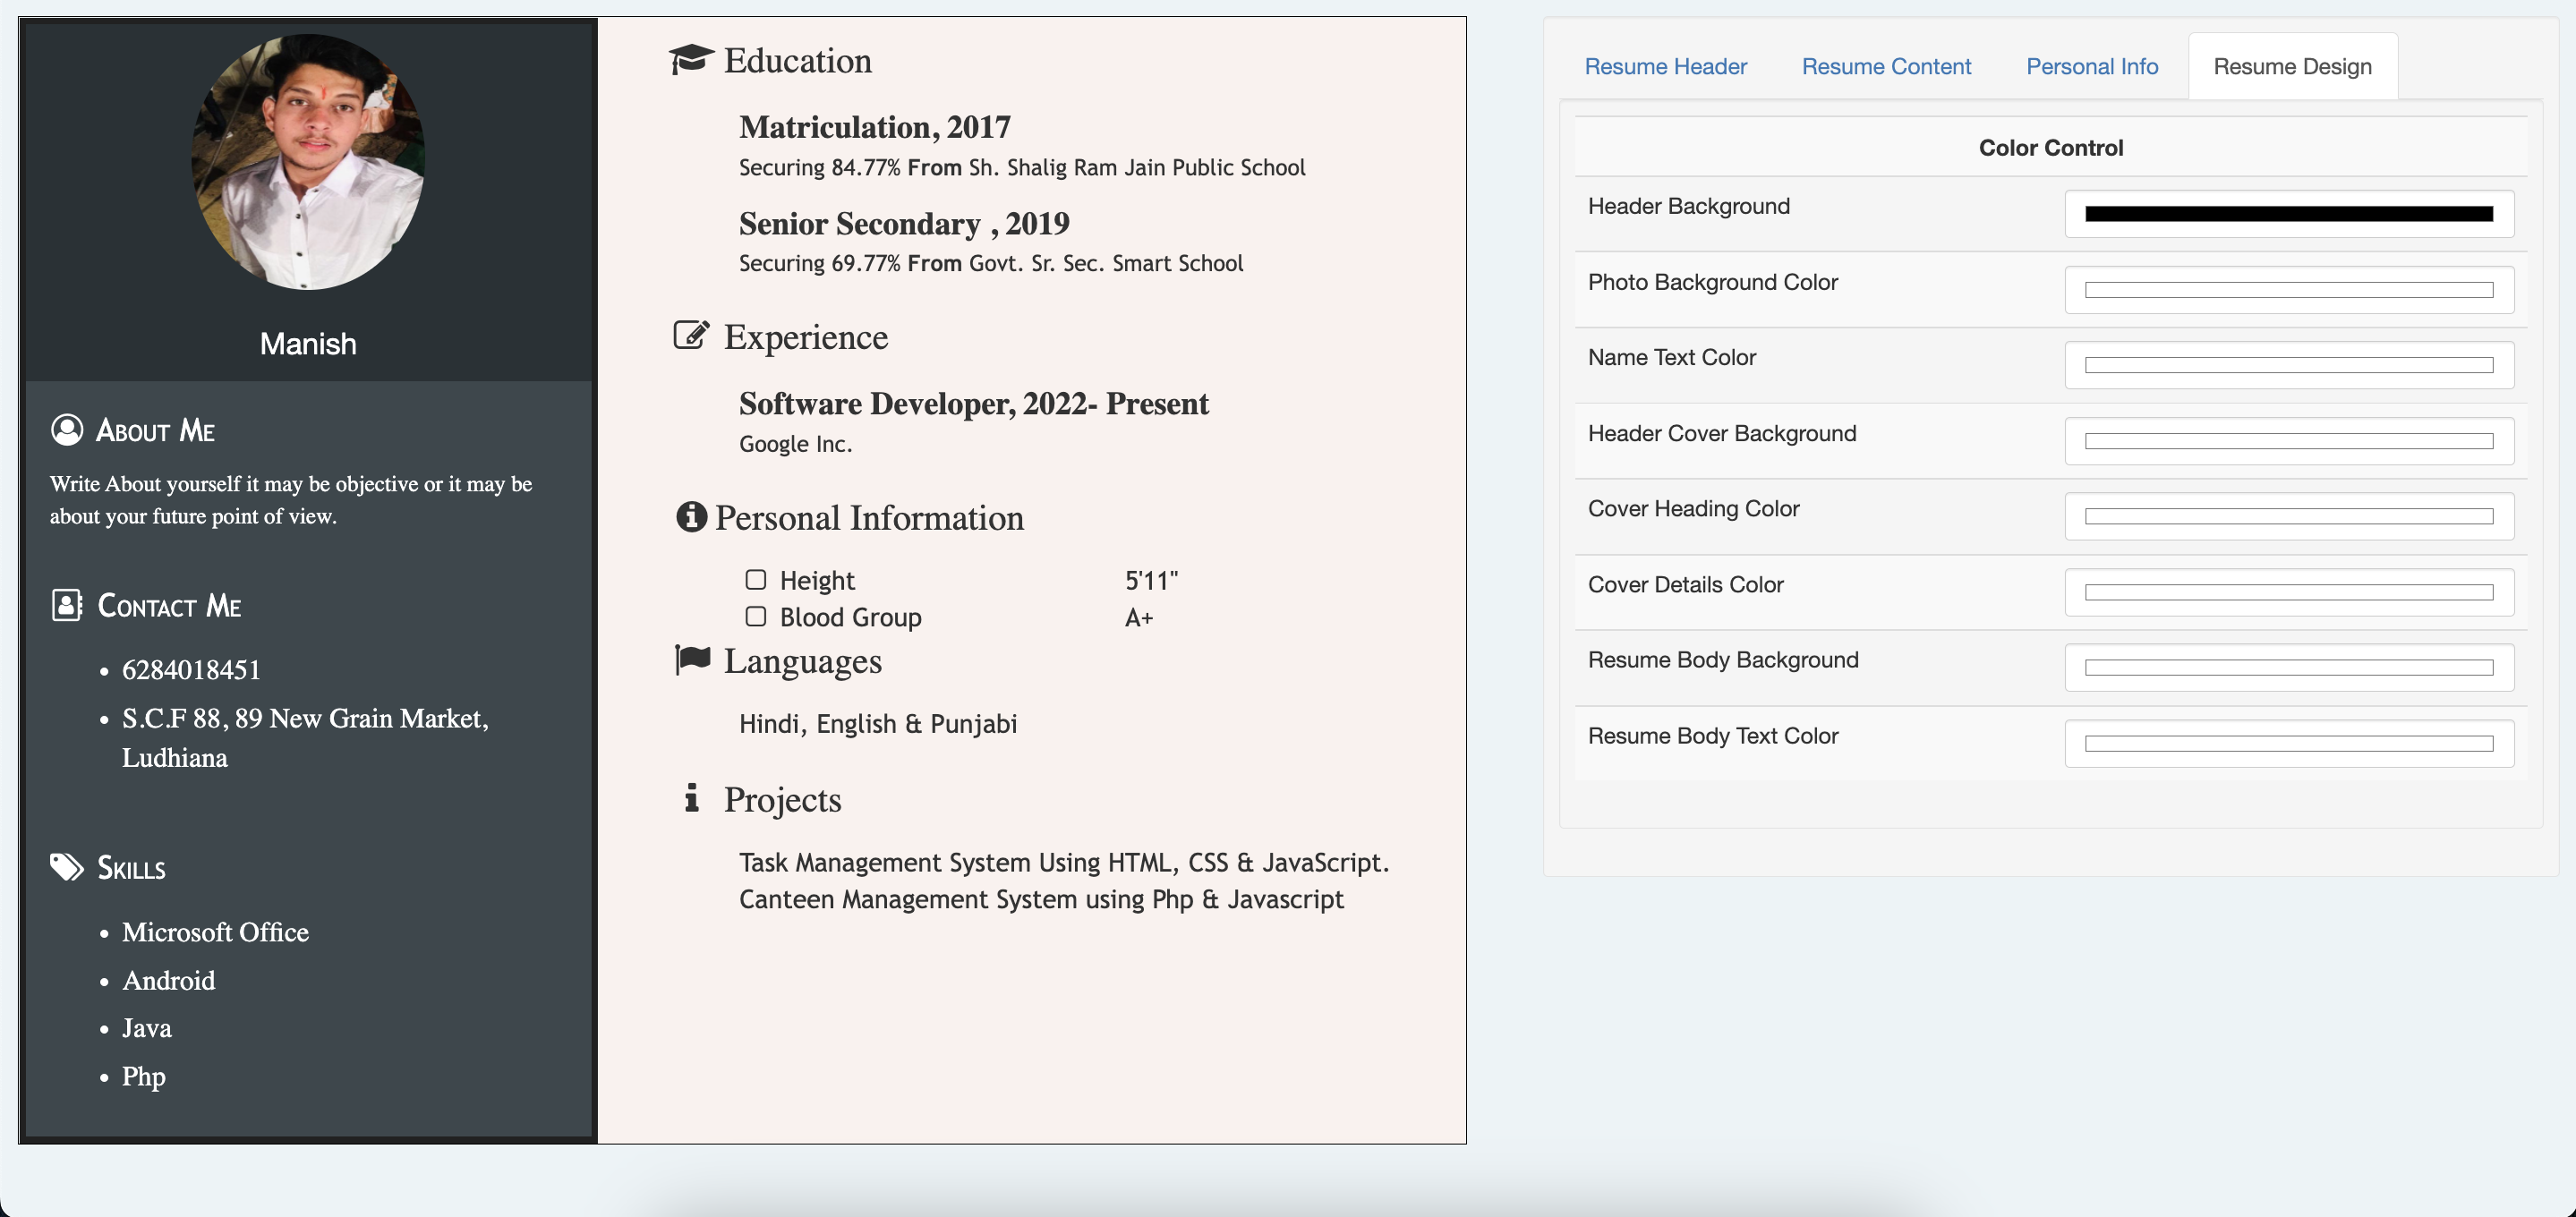 Manish
About Me
Write About yourself it may be objective or it may be
about your future point of view.
Contact Me
6284018451
S.C.F 88, 89 New Grain Market,
Ludhiana
Skills
Microsoft Office
Android
Java
Php
Education
Matriculation, 2017
Securing 84.77% From Sh. Shalig Ram Jain Public School
Senior Secondary , 2019
Securing 69.77% From Govt. Sr. Sec. Smart School
Experience
Software Developer, 2022- Present
Google Inc.
Personal Information
Height 5'11"
Blood Group A+
Languages
Hindi, English & Punjabi
Projects
Task Management System Using HTML, CSS & JavaScript.
Canteen Management System using Php & Javascript
Resume Header Resume Content Personal Info Resume Design
Color Control
Header Background
Photo Background Color
Name Text Color
Header Cover Background
Cover Heading Color
Cover Details Color
Resume Body Background
Resume Body Text Color